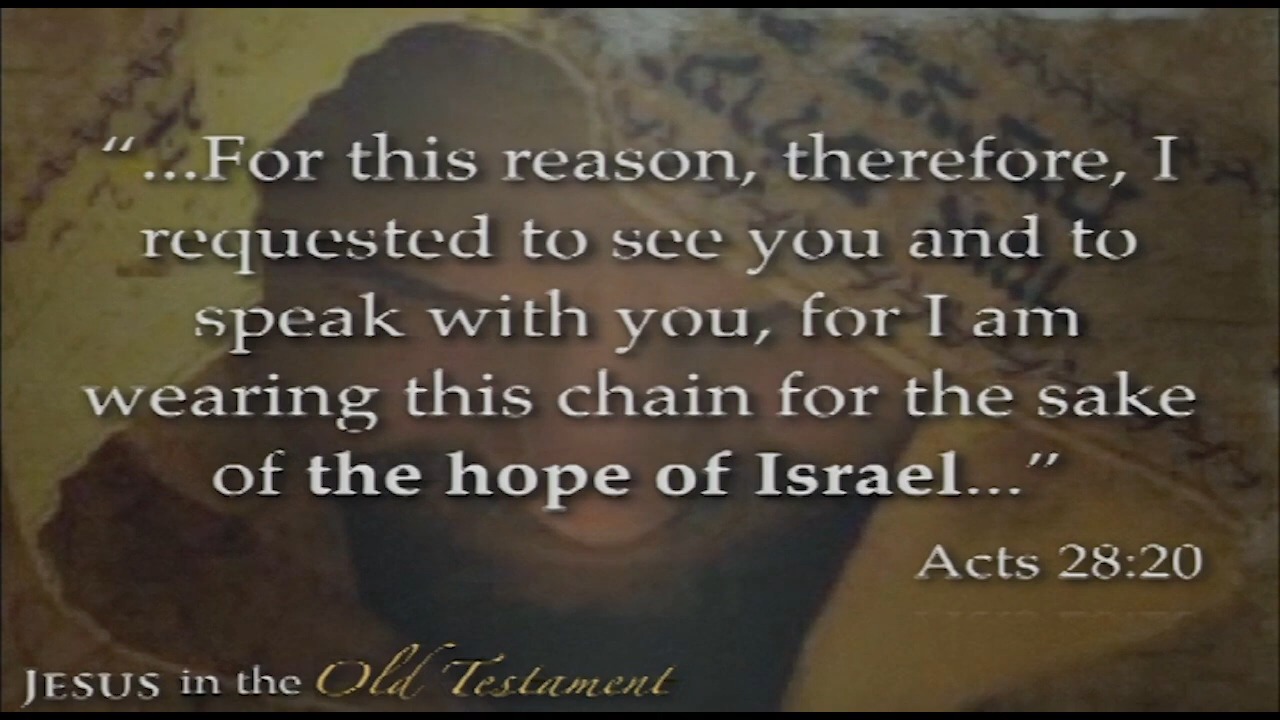 “...For this reason, therefore, I
requested to see you and to
speak with you, for I am
wearing this chain for the sake
of the hope of Israel...”
Acts 28:20
JESUS in the Old Testament